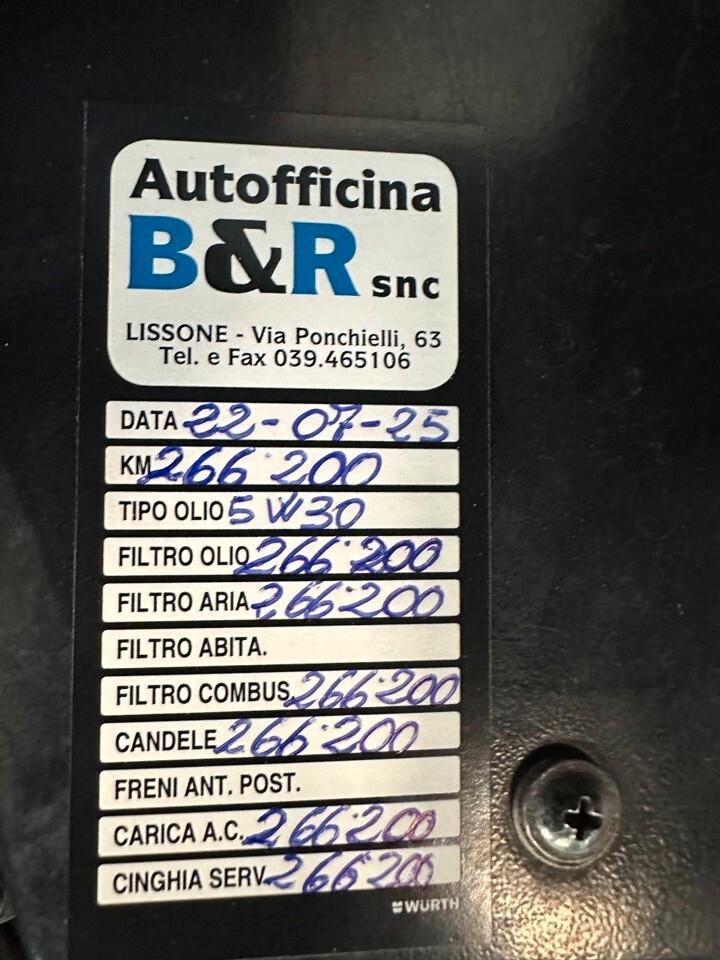 Autofficina
B&R snc
LISSONE - Via Ponchielli, 63
Tel. e Fax 039.465106
DATA 22-07-25
KM 266˙200
TIPO OLIO 5W30
FILTRO OLIO 266˙200
FILTRO ARIA 266˙200
FILTRO ABITA.
FILTRO COMBUS. 266˙200
CANDELE 266˙200
FRENI ANT. POST.
CARICA A.C. 266˙200
CINGHIA SERV. 266˙200
WÜRTH